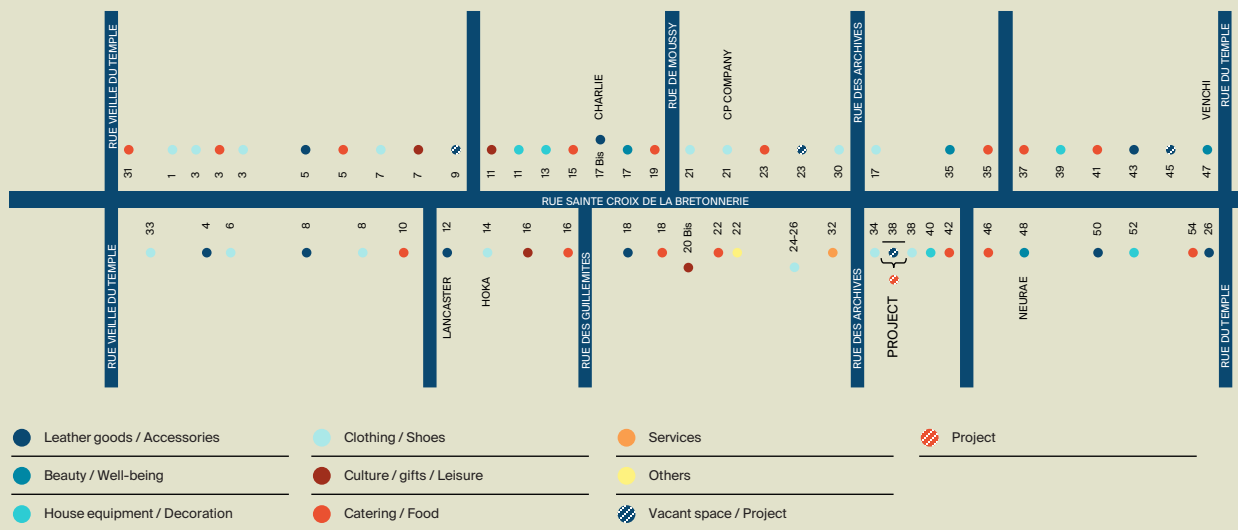 RUE VIEILLE DU TEMPLE
RUE DE MOUSSY
RUE DES ARCHIVES
RUE DU TEMPLE
CHARLIE
CP COMPANY
VENCHI
31 1 3 3 3 5 5 7 7 9 11 11 13 15 17 Bis 17 19 21 21 23 23 30 17 35 35 37 39 41 43 45 47
RUE SAINTE CROIX DE LA BRETONNERIE
33 4 6 8 8 10 12 14 16 16 18 18 20 Bis 22 22 24-26 32 34 38 38 40 42 46 48 50 52 54 26
LANCASTER
HOKA
PROJECT
NEURAE
RUE VIEILLE DU TEMPLE
RUE DES GUILLEMITES
RUE DES ARCHIVES
RUE DU TEMPLE
Leather goods / Accessories
Beauty / Well-being
House equipment / Decoration
Clothing / Shoes
Culture / gifts / Leisure
Catering / Food
Services
Others
Vacant space / Project
Project